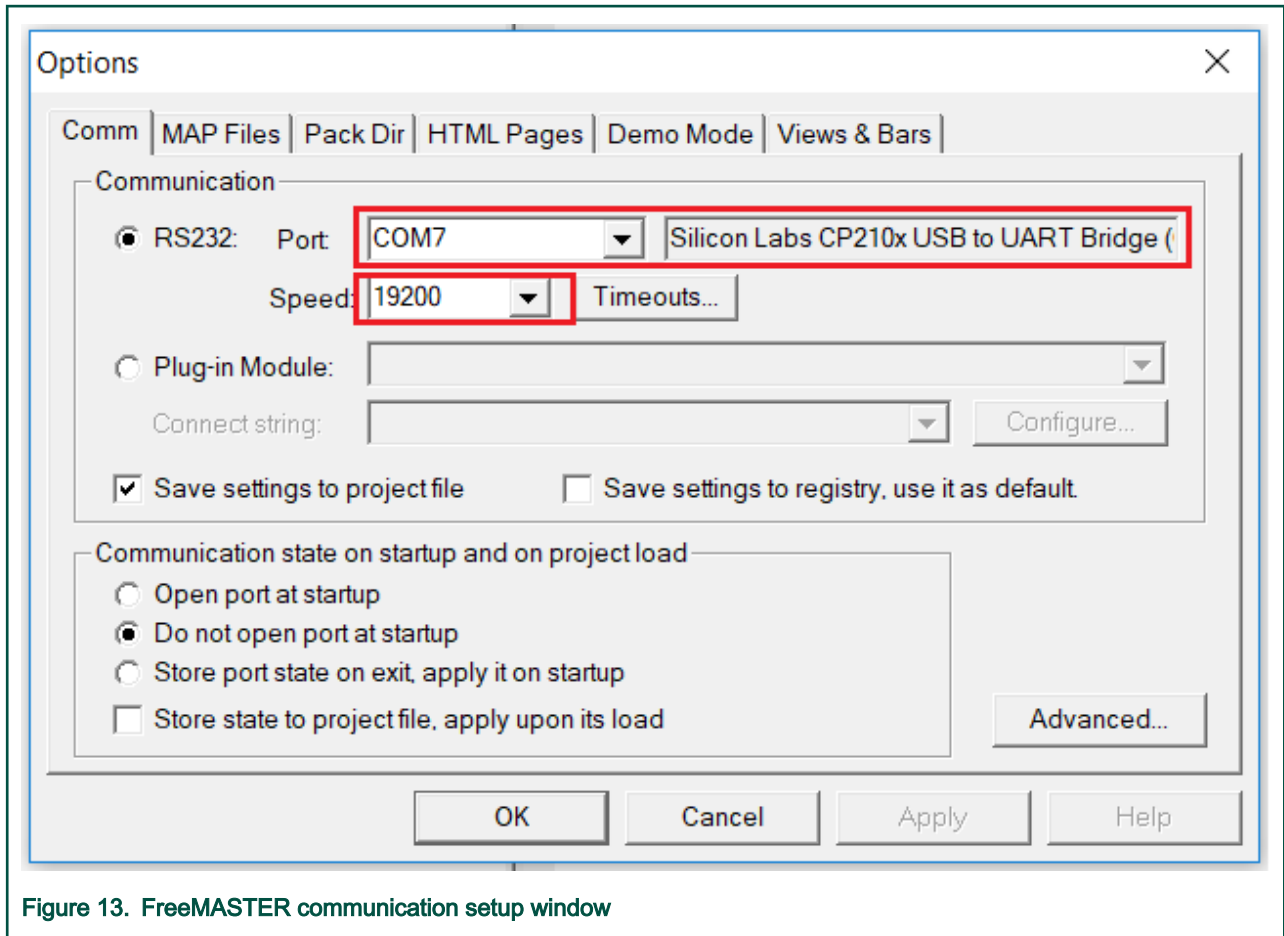 Options
Comm MAP Files Pack Dir HTML Pages Demo Mode Views & Bars
Communication
RS232: Port: COM7 Silicon Labs CP210x USB to UART Bridge (
Speed: 19200 Timeouts...
Plug-in Module:
Connect string: Configure...
Save settings to project file Save settings to registry, use it as default.
Communication state on startup and on project load
Open port at startup
Do not open port at startup
Store port state on exit, apply it on startup
Store state to project file, apply upon its load Advanced...
OK Cancel Apply Help
Figure 13. FreeMASTER communication setup window